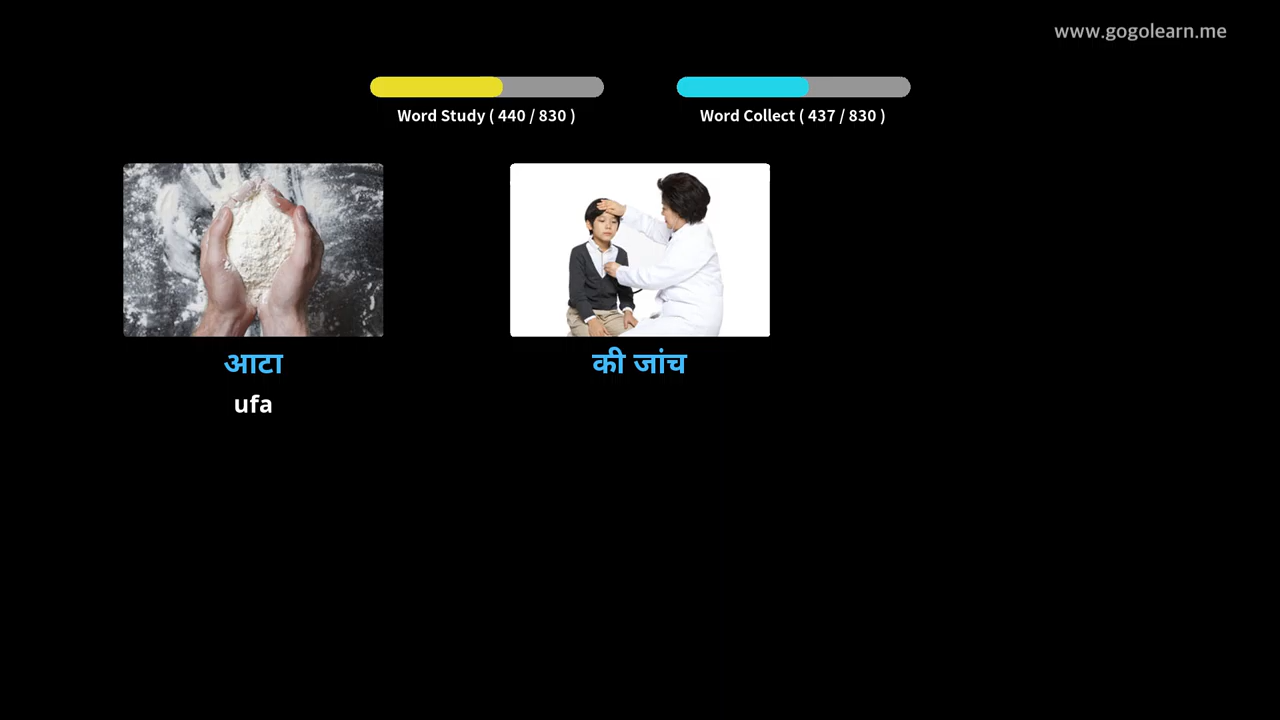 www.gogolearn.me
Word Study ( 440 / 830 )
Word Collect ( 437 / 830 )
आटा
की जांच
ufa